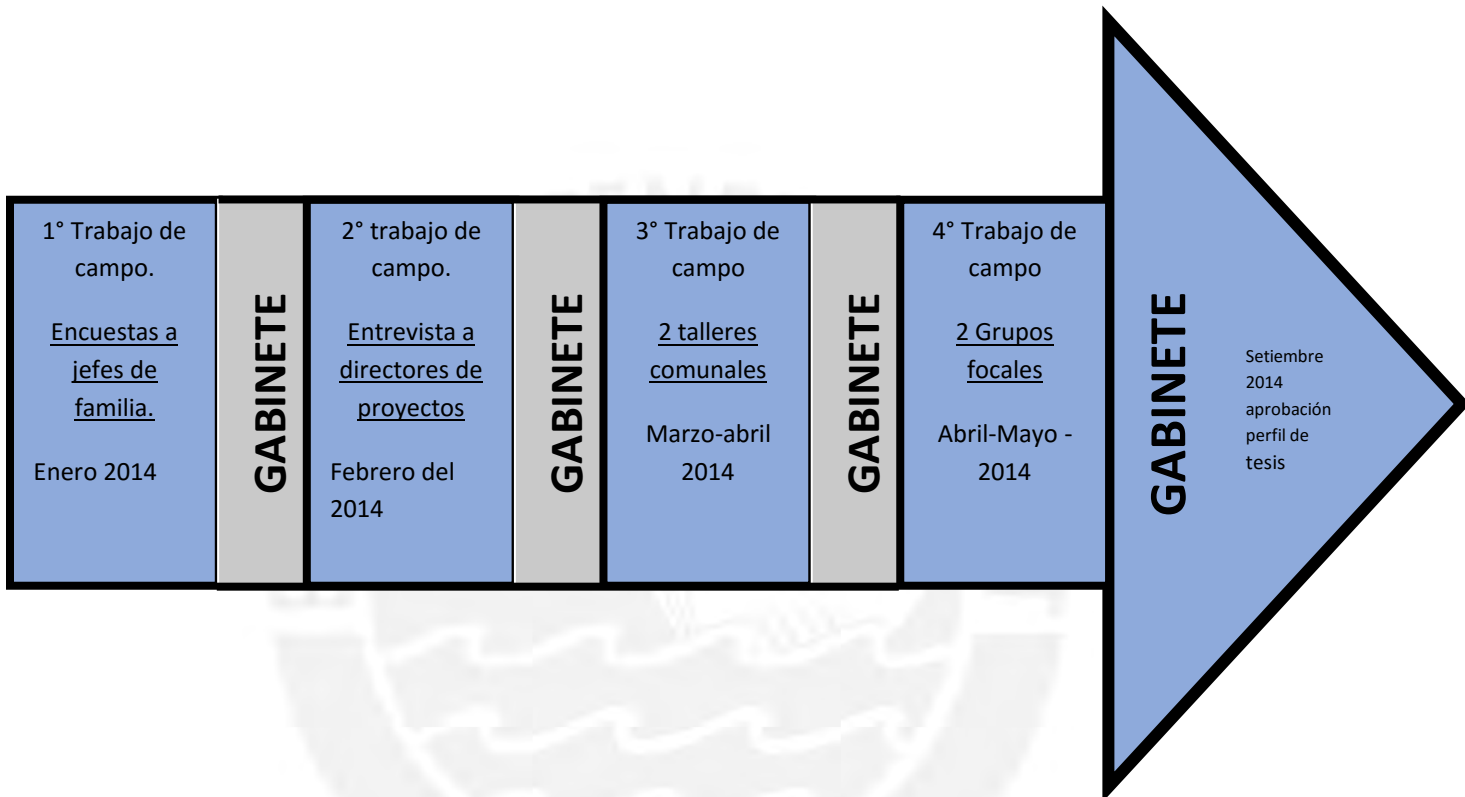 1° Trabajo de
campo.
Encuestas a
jefes de
familia.
Enero 2014
GABINETE
2° trabajo de
campo.
Entrevista a
directores de
proyectos
Febrero del
2014
GABINETE
3° Trabajo de
campo
2 talleres
comunales
Marzo-abril
2014
GABINETE
4° Trabajo de
campo
2 Grupos
focales
Abril-Mayo -
2014
GABINETE
Setiembre
2014
aprobación
perfil de
tesis